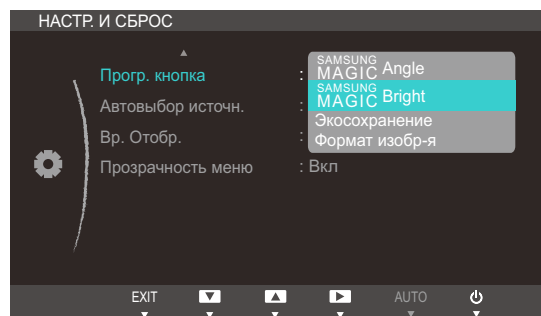 НАСТР. И СБРОС
Прогр. кнопка :
SAMSUNG
MAGIC Angle
SAMSUNG
MAGIC Bright
Автовыбор источн. :
Экосохранение
Вр. Отобр. :
Формат изобр-я
Прозрачность меню : Вкл
EXIT AUTO